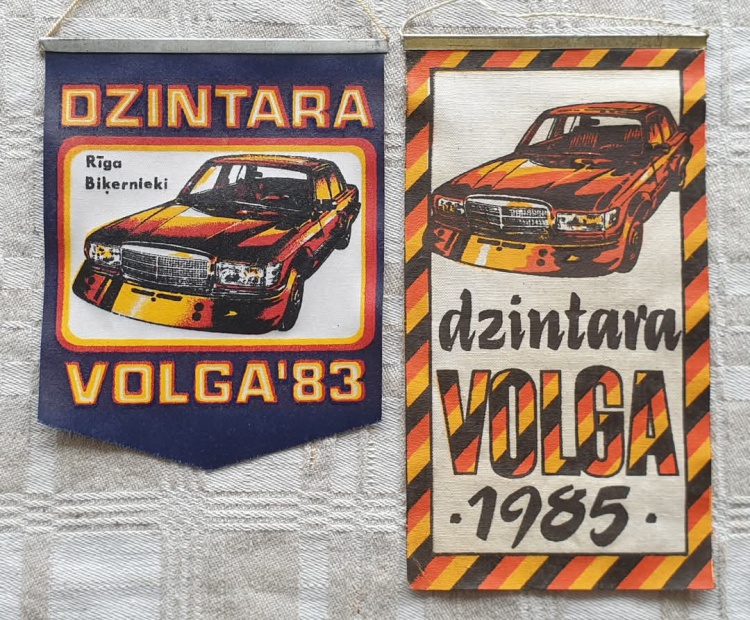 DZINTARA
Rīga
Biķernieki
VOLGA'83
dzintara
VOLGA
·1985·